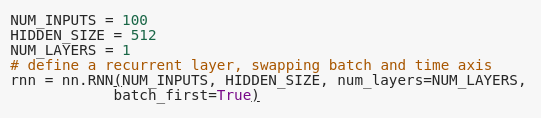 NUM_INPUTS = 100
HIDDEN_SIZE = 512
NUM_LAYERS = 1
# define a recurrent layer, swapping batch and time axis
rnn = nn.RNN(NUM_INPUTS, HIDDEN_SIZE, num_layers=NUM_LAYERS,
            batch_first=True)